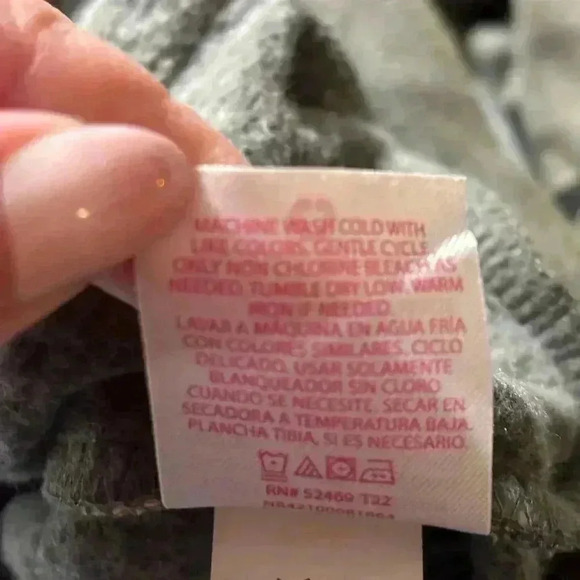 MACHINE WASH COLD WITH
LIKE COLORS, GENTLE CYCLE
ONLY NON CHLORINE BLEACH AS
NEEDED. TUMBLE DRY LOW. WARM
IRON IF NEEDED.
LAVAR A MÁQUINA EN AGUA FRÍA
CON COLORES SIMILARES. CICLO
DELICADO. USAR SOLAMENTE
BLANQUEADOR SIN CLORO
CUANDO SE NECESITE. SECAR EN
SECADORA A TEMPERATURA BAJA.
PLANCHA TIBIA, SI ES NECESARIO.
RN# 52469 T22